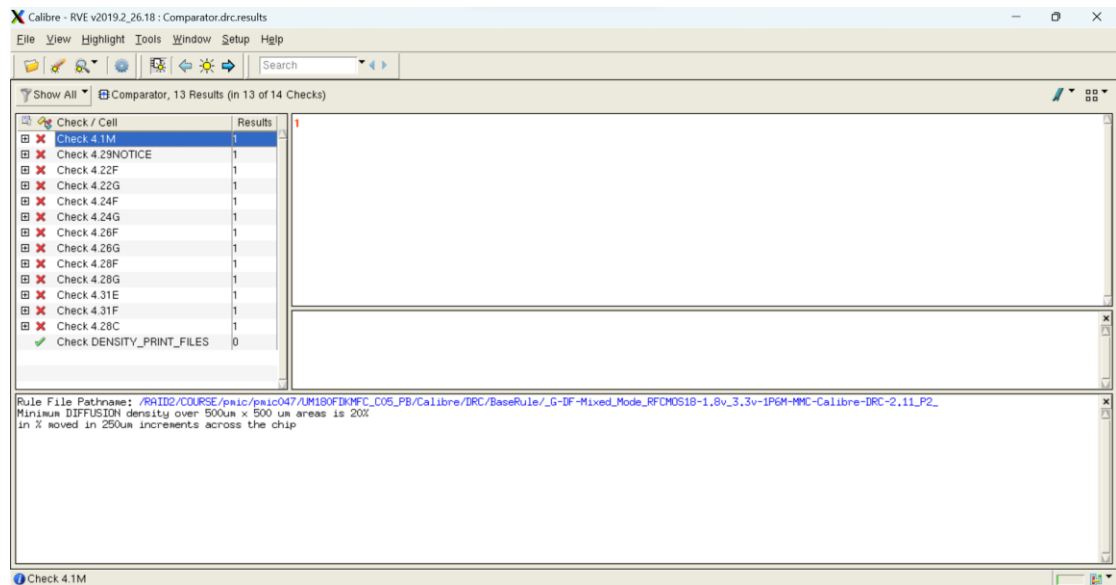 Calibre - RVE v2019.2_26.18 : Comparator.drc.results
File View Highlight Tools Window Setup Help
Search
Show All Comparator, 13 Results (in 13 of 14 Checks)
Check / Cell Results
Check 4.1M 1
Check 4.29NOTICE 1
Check 4.22F 1
Check 4.22G 1
Check 4.24F 1
Check 4.24G 1
Check 4.26F 1
Check 4.26G 1
Check 4.28F 1
Check 4.28G 1
Check 4.31E 1
Check 4.31F 1
Check 4.28C 1
Check DENSITY_PRINT_FILES 0
1
Rule File Pathname: /RAID2/COURSE/pmic/pmic047/UM180FDKMFC_C05_PB/Calibre/DRC/BaseRule/_G-DF-Mixed_Mode_RFCMOS18-1.8v_3.3v-1P6M-MMC-Calibre-DRC-2.11_P2_
Minimum DIFFUSION density over 500um x 500 um areas is 20%
in % moved in 250um increments across the chip
Check 4.1M